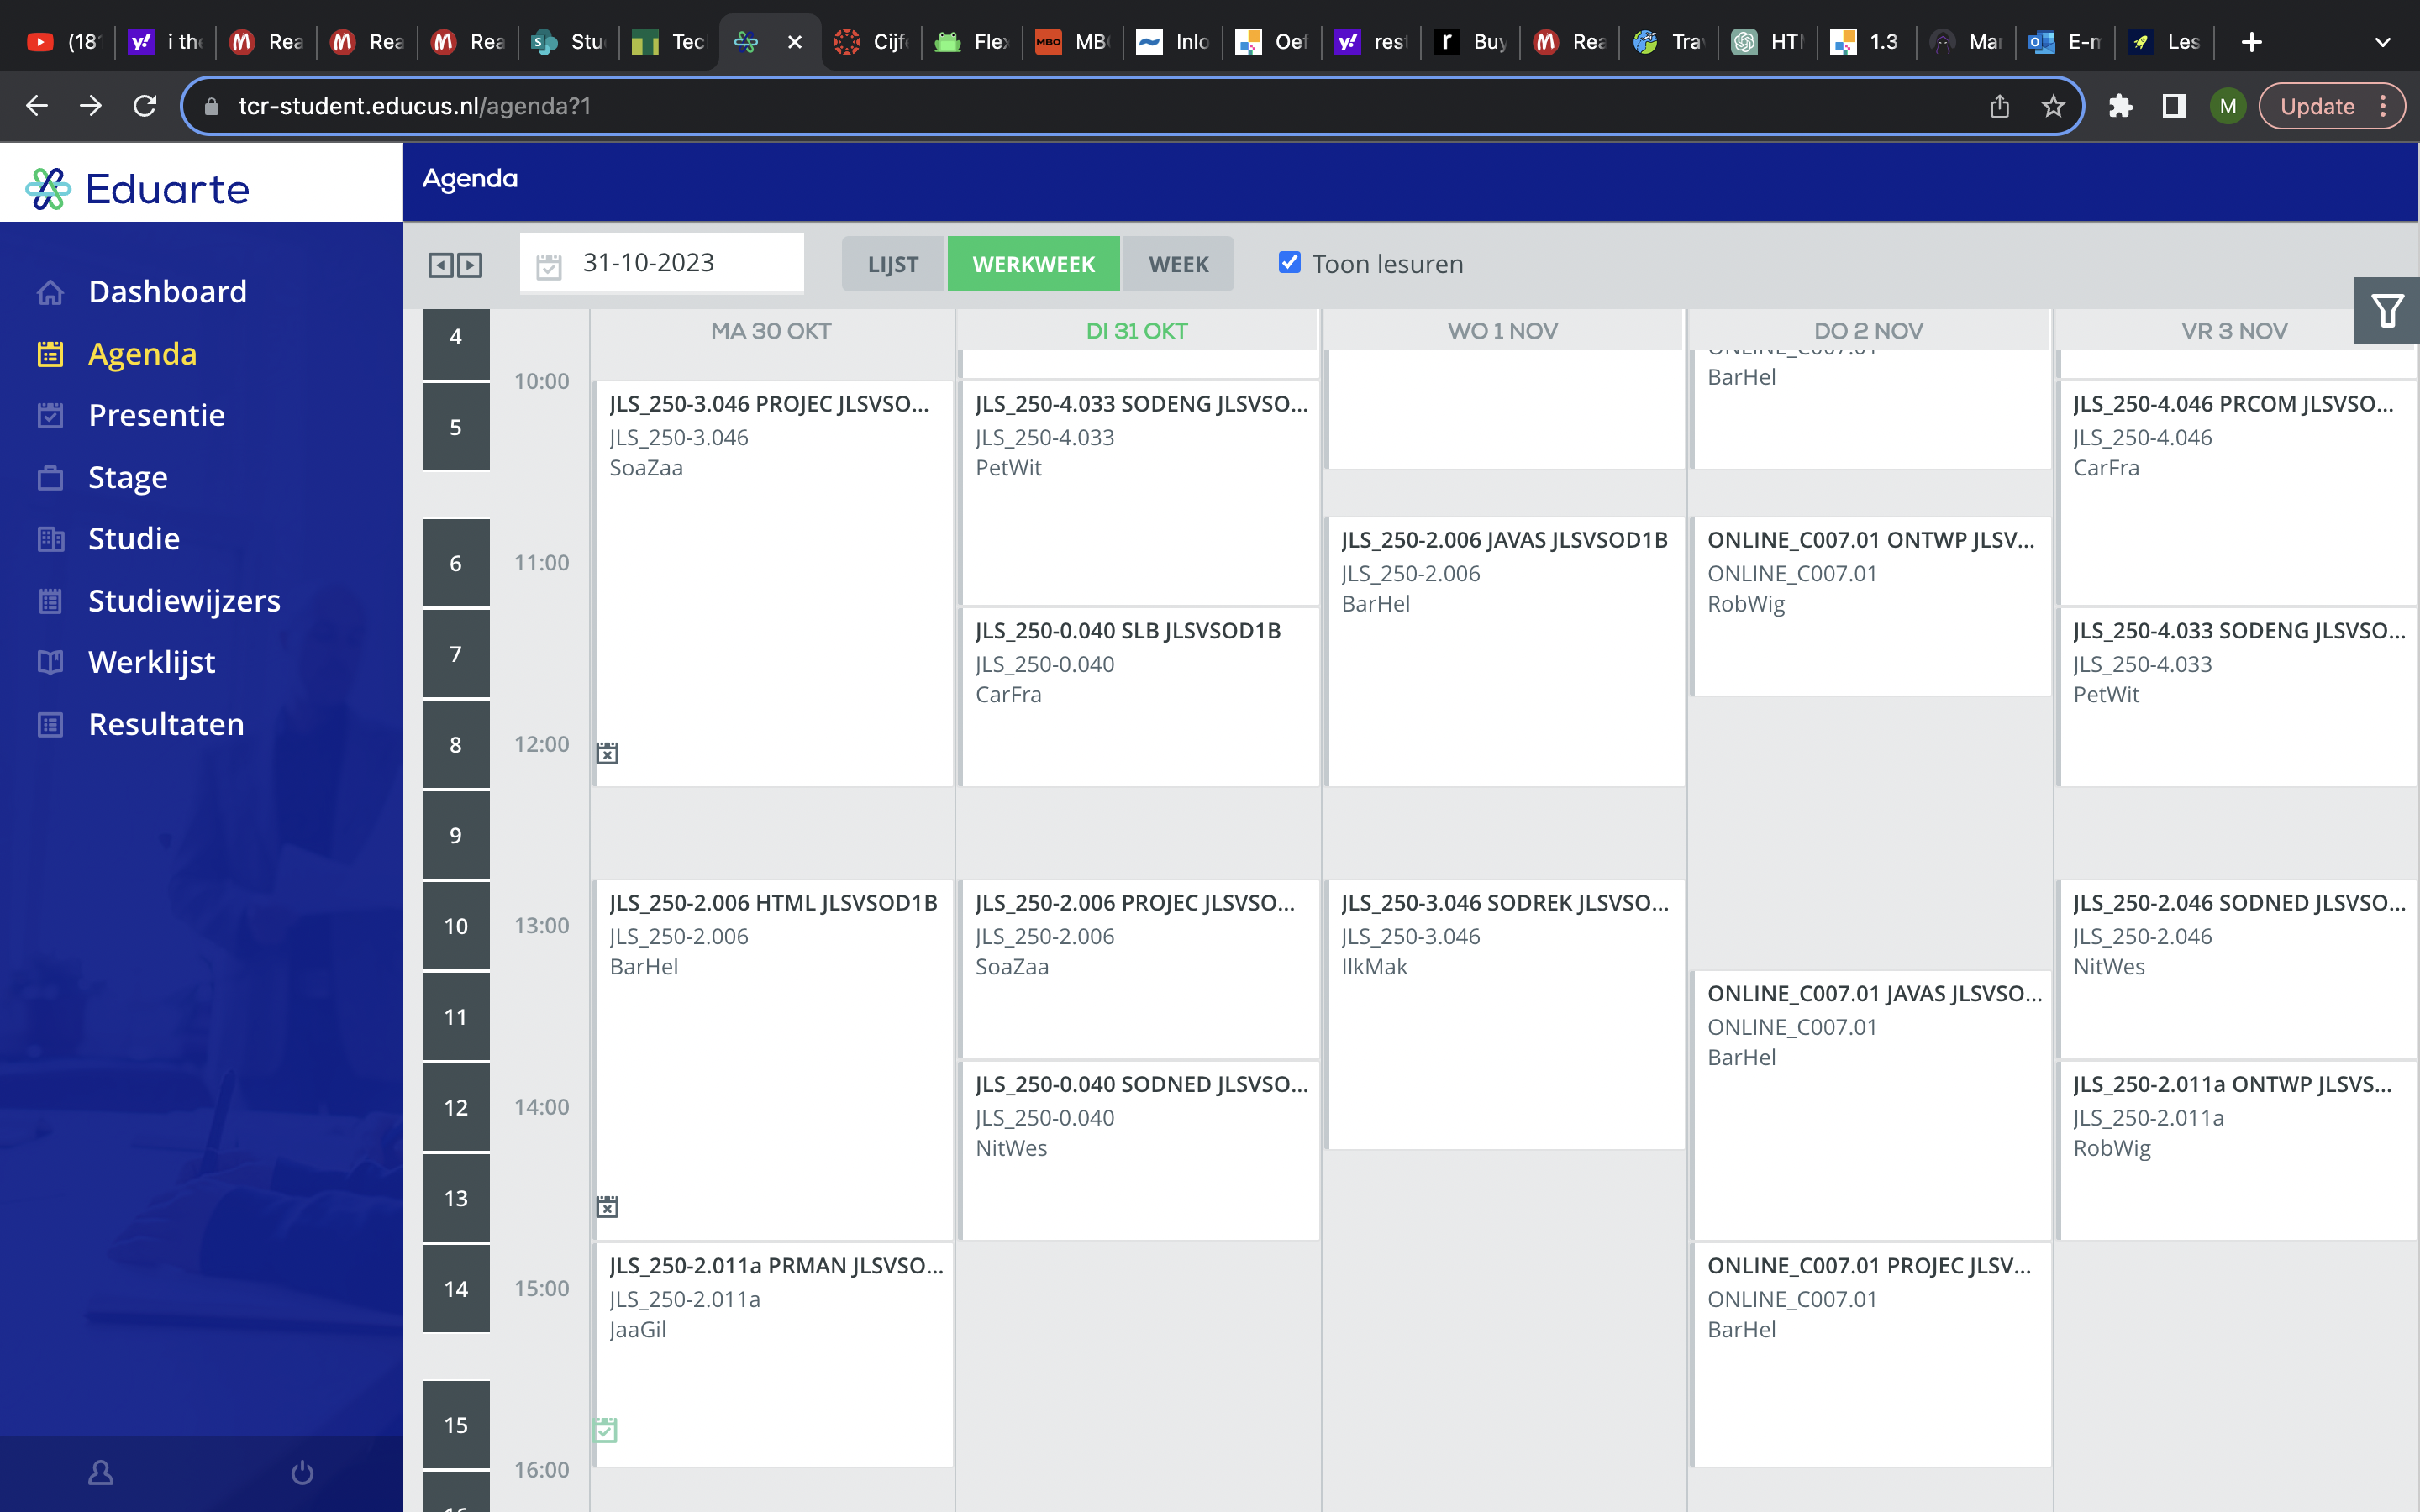 (18
i the
Rea
Rea
Rea
Stu
Tec
Cijf
Flex
MBO
Inlo
Oef
rest
Buy
Rea
Tra
HTI
1.3
Mar
E-m
Les
tcr-student.educus.nl/agenda?1
M
Update
Eduarte
Agenda
Dashboard
Agenda
Presentie
Stage
Studie
Studiewijzers
Werklijst
Resultaten
31-10-2023
LIJST
WERKWEEK
WEEK
Toon lesuren
MA 30 OKT
DI 31 OKT
WO 1 NOV
DO 2 NOV
VR 3 NOV
4
5
6
7
8
9
10
11
12
13
14
15
10:00
11:00
12:00
13:00
14:00
15:00
16:00
JLS_250-3.046 PROJEC JLSVSO...
JLS_250-3.046
SoaZaa
JLS_250-2.006 HTML JLSVSOD1B
JLS_250-2.006
BarHel
JLS_250-2.011a PRMAN JLSVSO...
JLS_250-2.011a
JaaGil
JLS_250-4.033 SODENG JLSVSO...
JLS_250-4.033
PetWit
JLS_250-0.040 SLB JLSVSOD1B
JLS_250-0.040
CarFra
JLS_250-2.006 PROJEC JLSVSO...
JLS_250-2.006
SoaZaa
JLS_250-0.040 SODNED JLSVSO...
JLS_250-0.040
NitWes
JLS_250-2.006 JAVAS JLSVSOD1B
JLS_250-2.006
BarHel
JLS_250-3.046 SODREK JLSVSO...
JLS_250-3.046
IlkMak
ONLINE_C007.01
BarHel
ONLINE_C007.01 ONTWP JLSV...
ONLINE_C007.01
RobWig
ONLINE_C007.01 JAVAS JLSVSO...
ONLINE_C007.01
BarHel
ONLINE_C007.01 PROJEC JLSV...
ONLINE_C007.01
BarHel
JLS_250-4.046 PRCOM JLSVSO...
JLS_250-4.046
CarFra
JLS_250-4.033 SODENG JLSVSO...
JLS_250-4.033
PetWit
JLS_250-2.046 SODNED JLSVSO...
JLS_250-2.046
NitWes
JLS_250-2.011a ONTWP JLSVS...
JLS_250-2.011a
RobWig